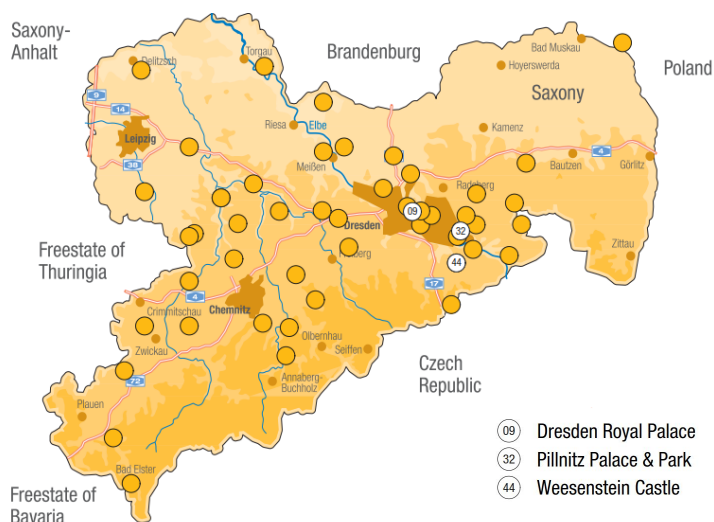 Saxony-
Anhalt
Delitzsch
Torgau
Brandenburg
Bad Muskau
Hoyerswerda
Poland
Saxony
9
14
Leipzig
38
Riesa
Elbe
Kamenz
Meißen
Bautzen
4
Görlitz
Radeberg
09
Dresden
32
Freestate of
Thuringia
44
Freiberg
Zittau
17
4
Crimmitschau
Chemnitz
Zwickau
Olbernhau
Seiffen
Czech
Republic
72
Annaberg-
Buchholz
Plauen
09 Dresden Royal Palace
32 Pillnitz Palace & Park
44 Weesenstein Castle
Bad Elster
Freestate of
Bavaria